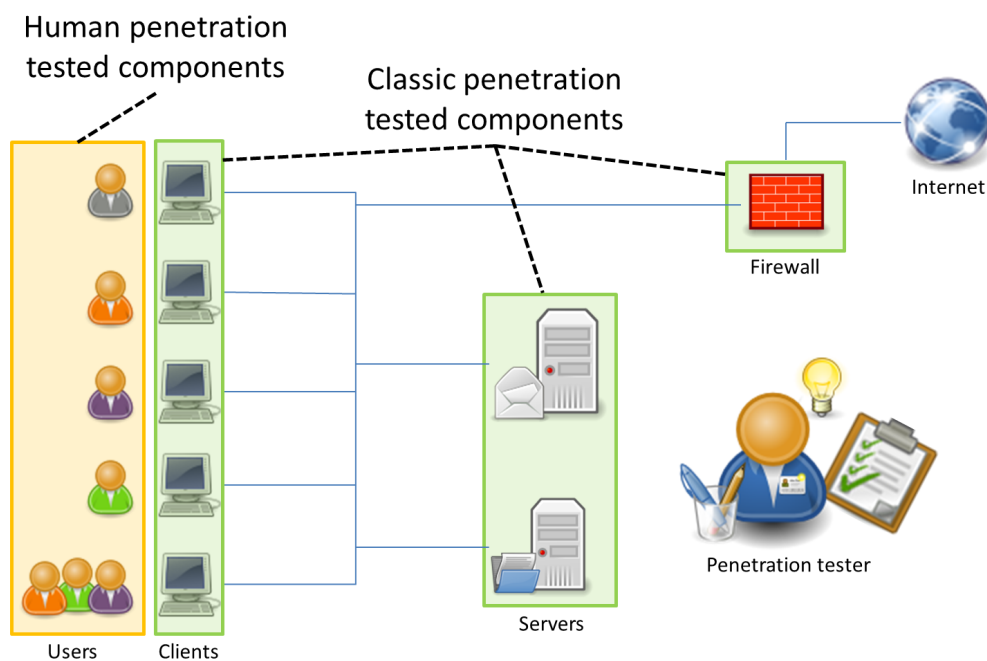 Human penetration
tested components
Classic penetration
tested components
Internet
Firewall
Penetration tester
Servers
Users
Clients